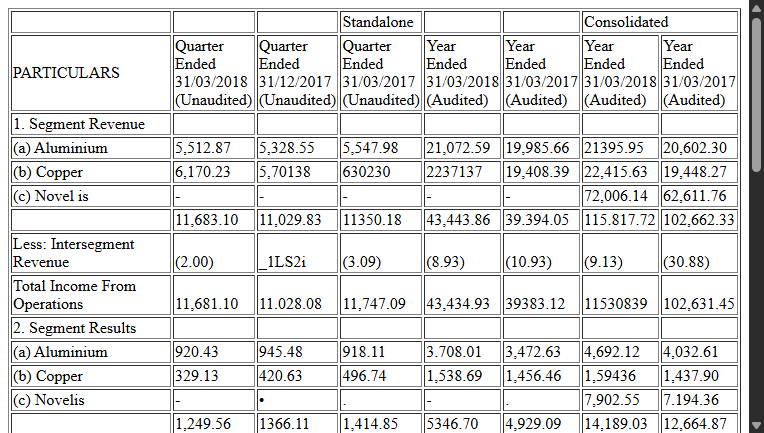 Standalone Consolidated
PARTICULARS Quarter Ended 31/03/2018 (Unaudited) Quarter Ended 31/12/2017 (Unaudited) Quarter Ended 31/03/2017 (Unaudited) Year Ended 31/03/2018 (Audited) Year Ended 31/03/2017 (Audited) Year Ended 31/03/2018 (Audited) Year Ended 31/03/2017 (Audited)
1. Segment Revenue
(a) Aluminium 5,512.87 5,328.55 5,547.98 21,072.59 19,985.66 21395.95 20,602.30
(b) Copper 6,170.23 5,70138 630230 2237137 19,408.39 22,415.63 19,448.27
(c) Novel is - - - - - 72,006.14 62,611.76
11,683.10 11,029.83 11350.18 43,443.86 39.394.05 115.817.72 102,662.33
Less: Intersegment Revenue (2.00) _1LS2i (3.09) (8.93) (10.93) (9.13) (30.88)
Total Income From Operations 11,681.10 11.028.08 11,747.09 43,434.93 39383.12 11530839 102,631.45
2. Segment Results
(a) Aluminium 920.43 945.48 918.11 3.708.01 3,472.63 4,692.12 4,032.61
(b) Copper 329.13 420.63 496.74 1,538.69 1,456.46 1,59436 1,437.90
(c) Novelis - • . - . 7,902.55 7.194.36
1,249.56 1366.11 1,414.85 5346.70 4,929.09 14,189.03 12,664.87